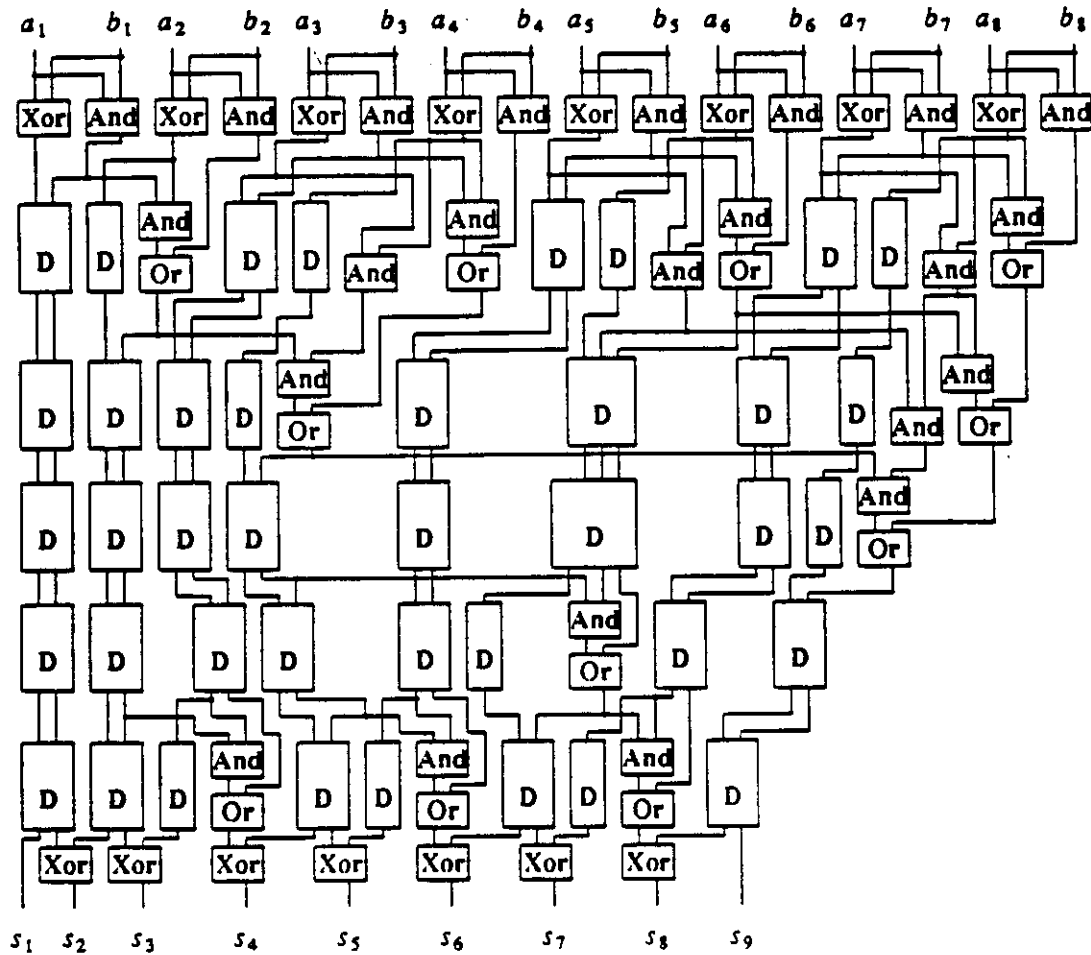 a1 b1 a2 b2 a3 b3 a4 b4 a5 b5 a6 b6 a7 b7 a8 b8
Xor And Xor And Xor And Xor And Xor And Xor And Xor And Xor And
And And And And
D D Or D D And Or D D And Or D D And Or
And And
D D D D Or D D D D And Or
And
D D D D D D D D Or
And
D D D D D D Or D D
And And And
D D D Or D D Or D D Or D
Xor Xor Xor Xor Xor Xor Xor
s1 s2 s3 s4 s5 s6 s7 s8 s9